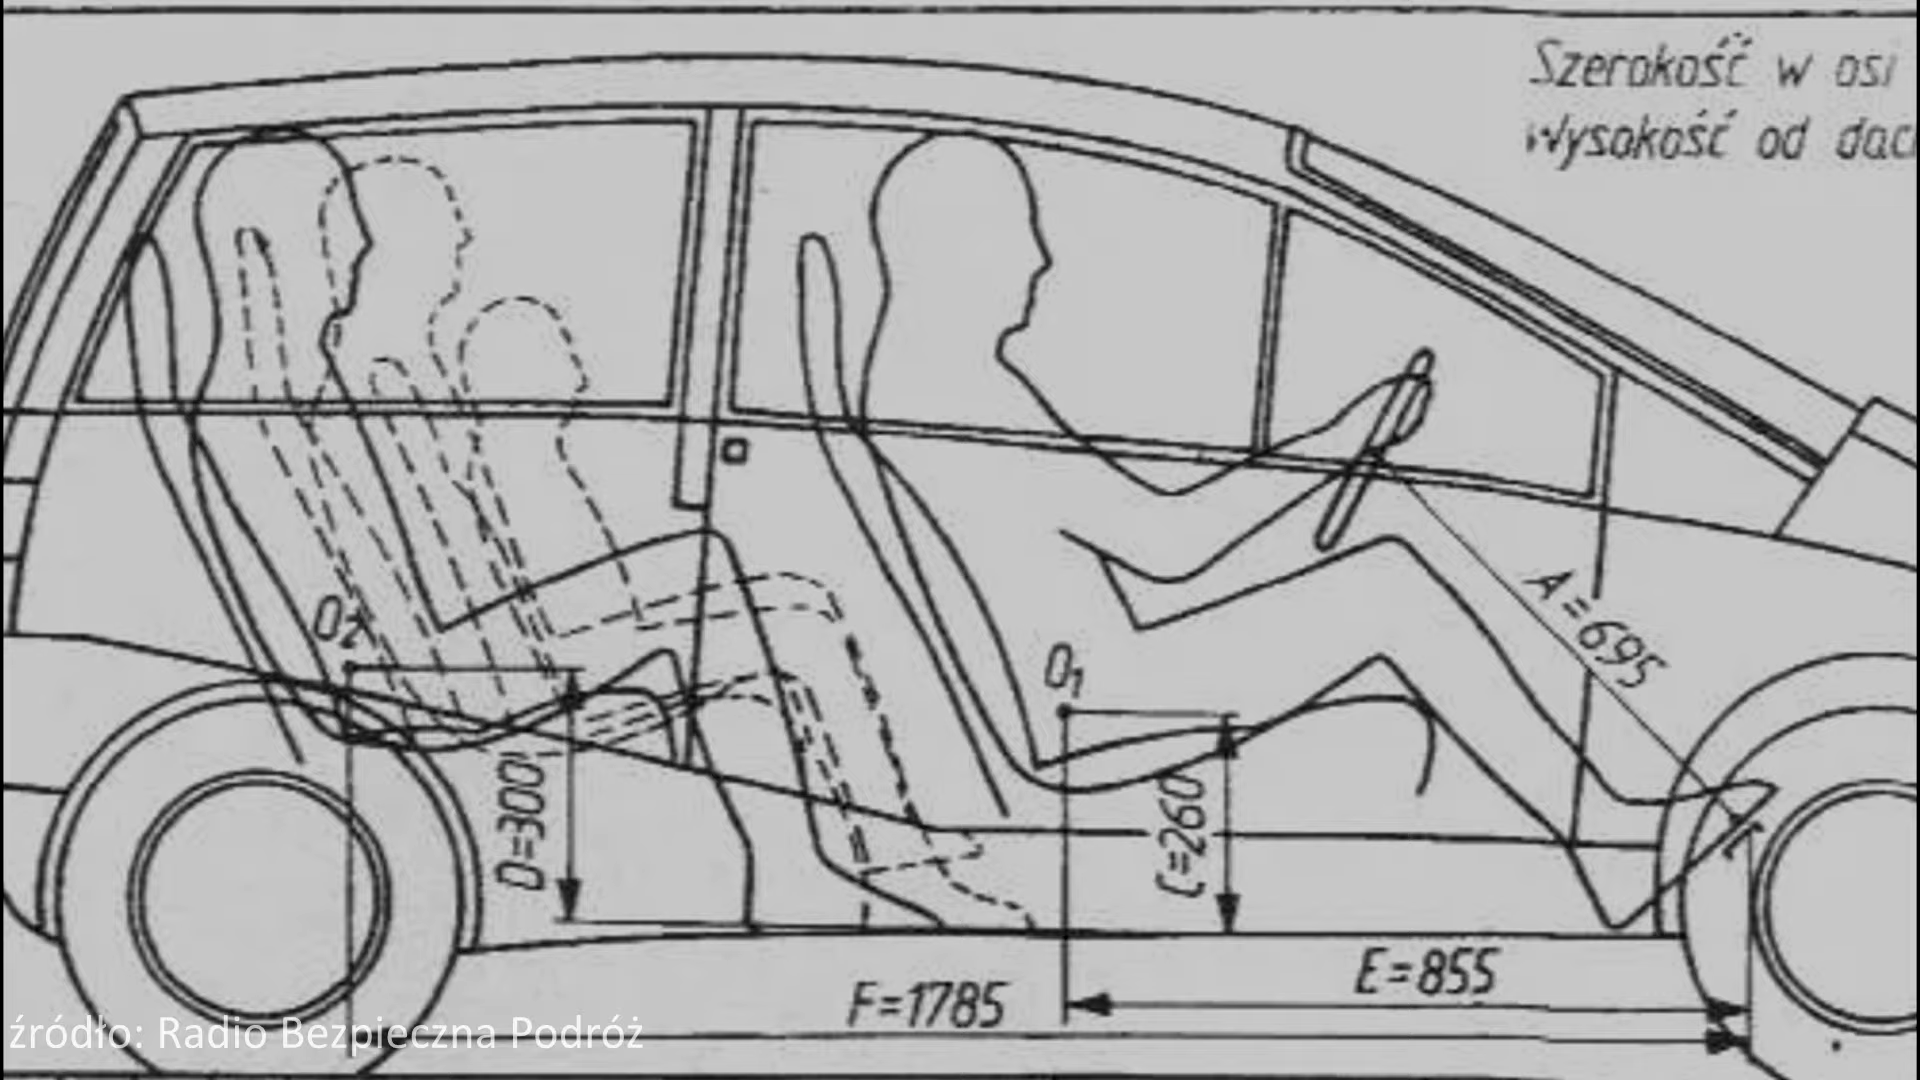 Szerokość w osi
Wysokość od dac
A=695
O2
O1
D=300
C=260
E=855
F=1785
źródło: Radio Bezpieczna Podróż